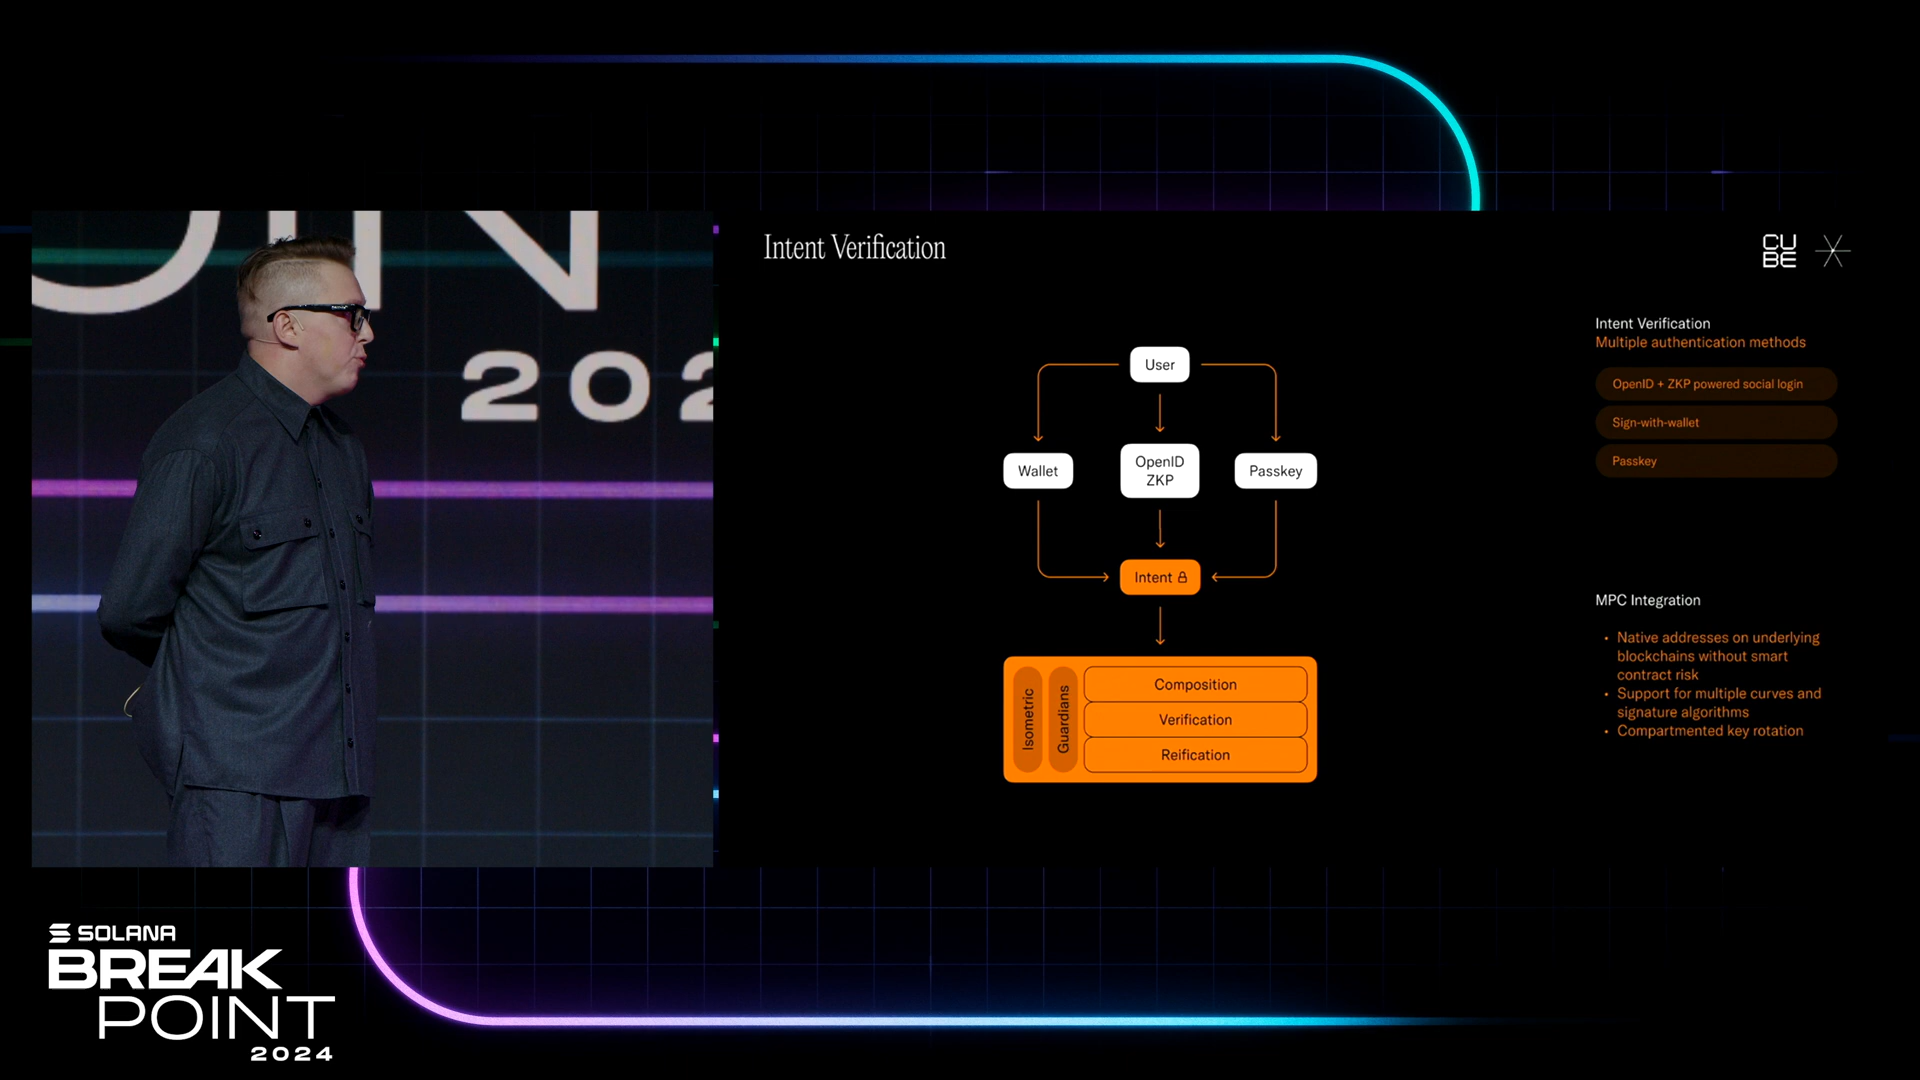 OIN
202
Intent Verification
CU
BE
User
Wallet
OpenID
ZKP
Passkey
Intent
Isometric
Guardians
Composition
Verification
Reification
Intent Verification
Multiple authentication methods
OpenID + ZKP powered social login
Sign-with-wallet
Passkey
MPC Integration
• Native addresses on underlying
blockchains without smart
contract risk
• Support for multiple curves and
signature algorithms
• Compartmented key rotation
SOLANA
BREAK
POINT
2024